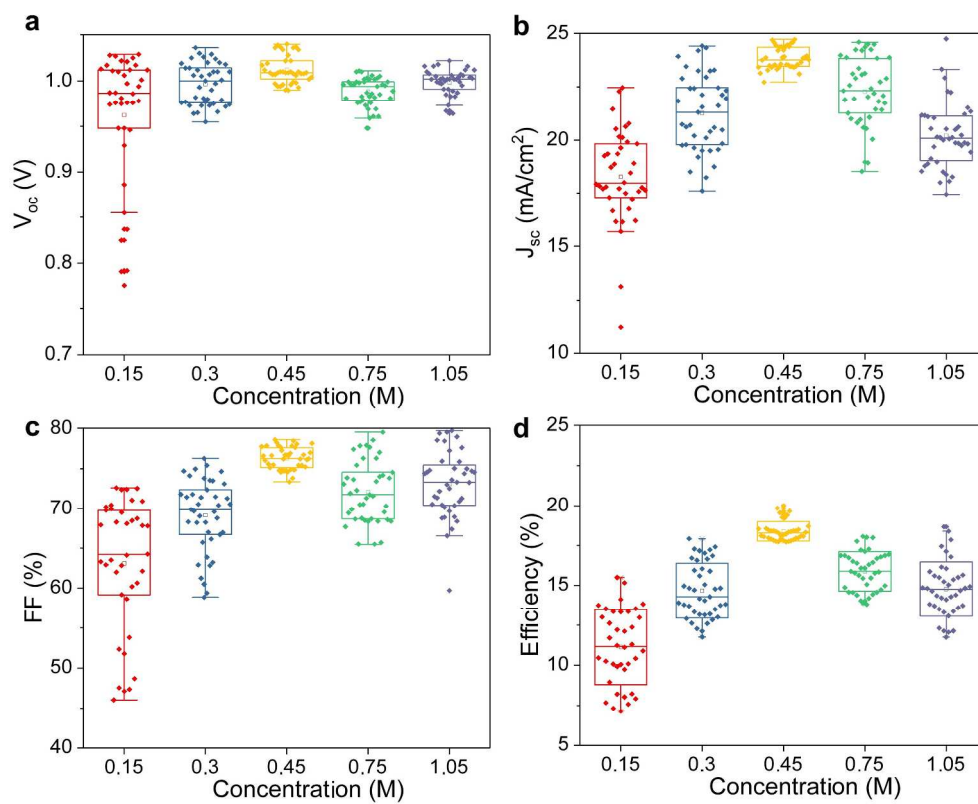 a
V_oc (V)
1.0
0.9
0.8
0.7
0.15 0.3 0.45 0.75 1.05
Concentration (M)
b
J_sc (mA/cm²)
25
20
15
10
0.15 0.3 0.45 0.75 1.05
Concentration (M)
c
FF (%)
80
70
60
50
40
0.15 0.3 0.45 0.75 1.05
Concentration (M)
d
Efficiency (%)
25
20
15
10
5
0.15 0.3 0.45 0.75 1.05
Concentration (M)